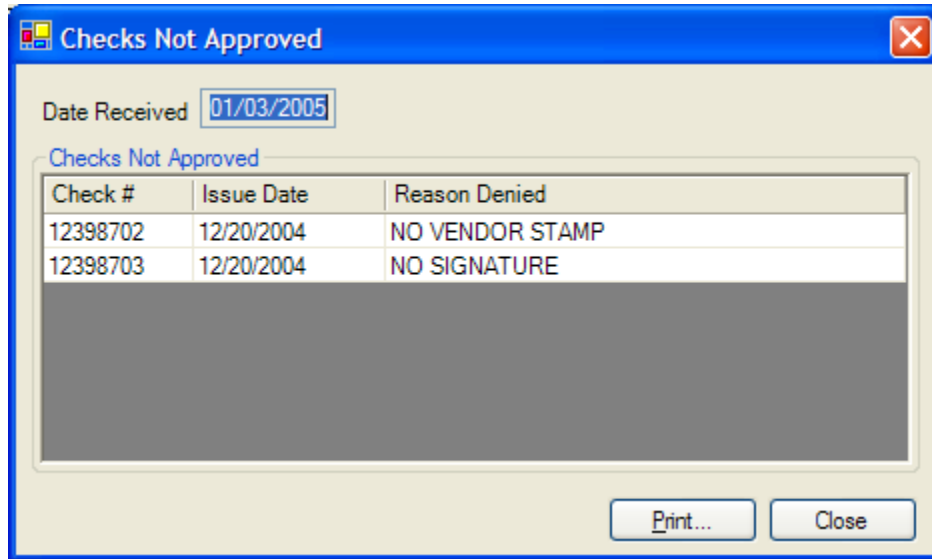 Checks Not Approved
Date Received 01/03/2005
Checks Not Approved
Check # Issue Date Reason Denied
12398702 12/20/2004 NO VENDOR STAMP
12398703 12/20/2004 NO SIGNATURE
Print... Close